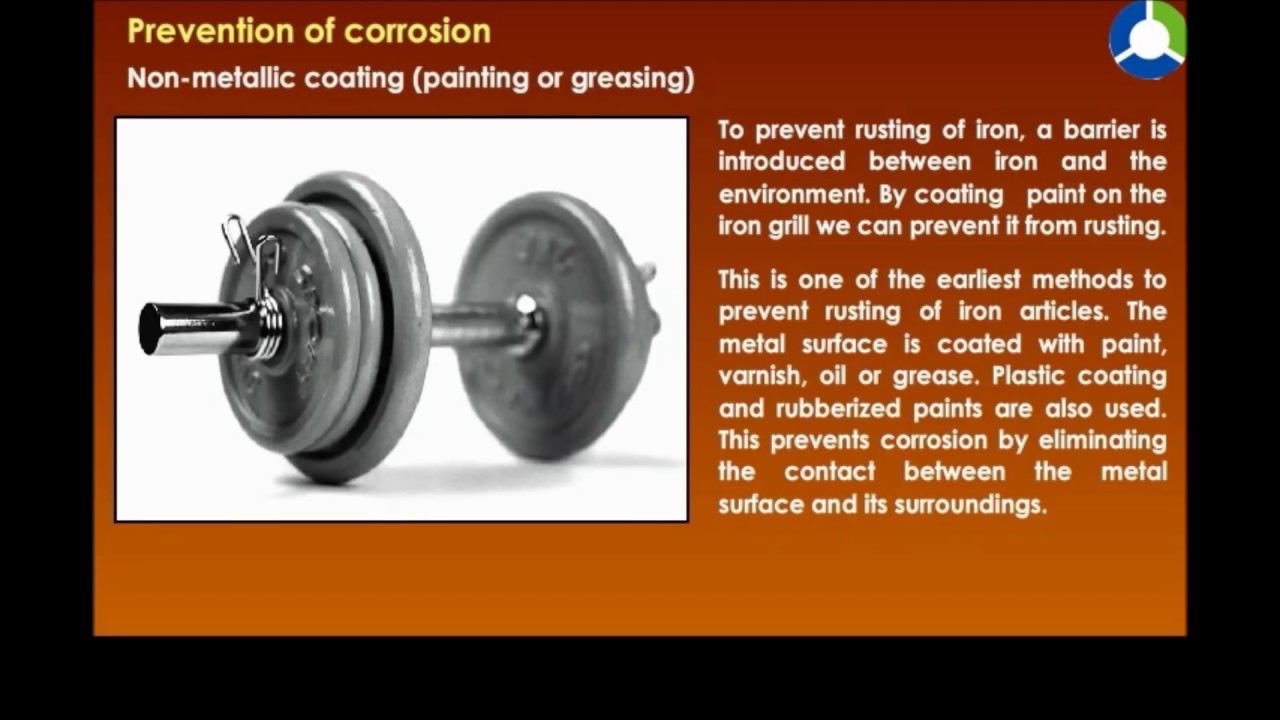 Prevention of corrosion
Non-metallic coating (painting or greasing)
To prevent rusting of iron, a barrier is
introduced between iron and the
environment. By coating paint on the
iron grill we can prevent it from rusting.
This is one of the earliest methods to
prevent rusting of iron articles. The
metal surface is coated with paint,
varnish, oil or grease. Plastic coating
and rubberized paints are also used.
This prevents corrosion by eliminating
the contact between the metal
surface and its surroundings.